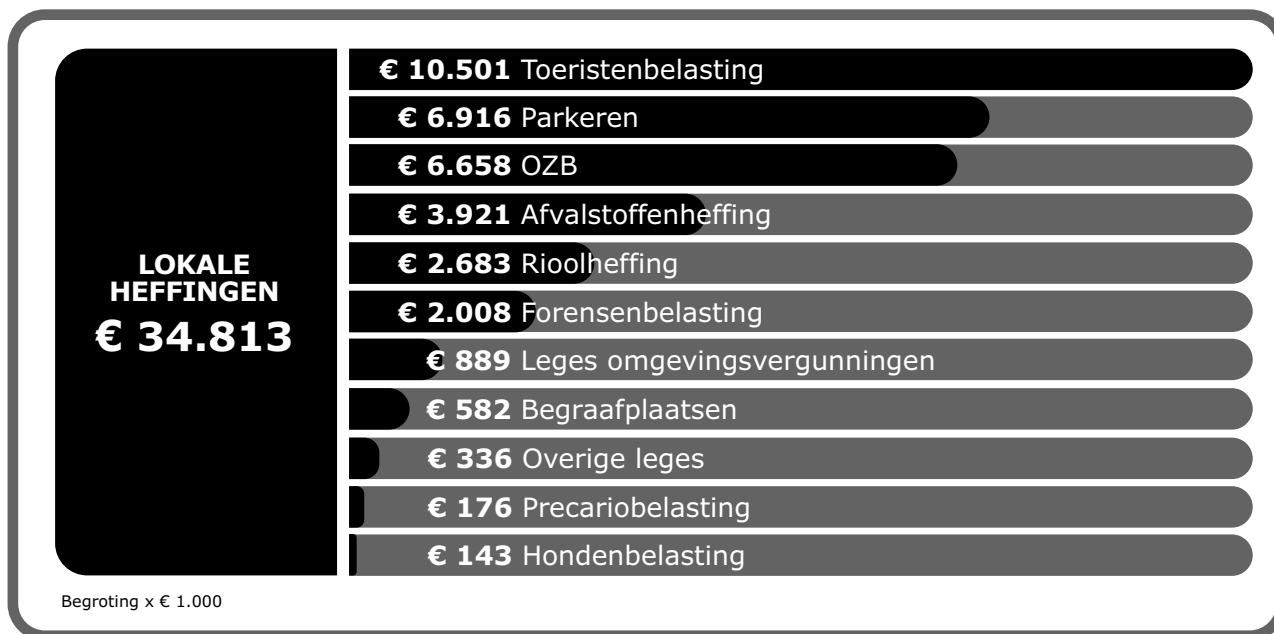 LOKALE
HEFFINGEN
€ 34.813
€ 10.501 Toeristenbelasting
€ 6.916 Parkeren
€ 6.658 OZB
€ 3.921 Afvalstoffenheffing
€ 2.683 Rioolheffing
€ 2.008 Forensenbelasting
€ 889 Leges omgevingsvergunningen
€ 582 Begraafplaatsen
€ 336 Overige leges
€ 176 Precariobelasting
€ 143 Hondenbelasting
Begroting x € 1.000